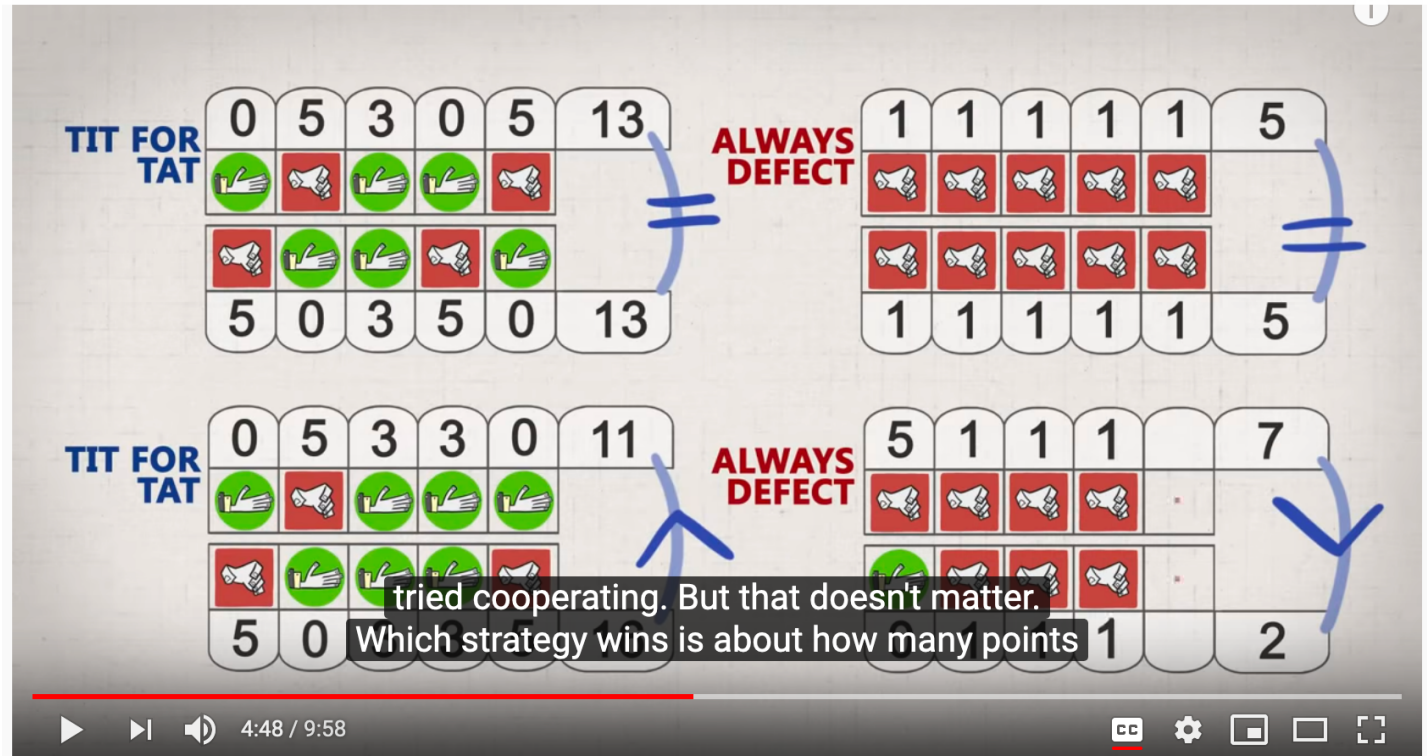 0 5 3 0 5 13
TIT FOR
TAT
5 0 3 5 0 13
1 1 1 1 1 5
ALWAYS
DEFECT
1 1 1 1 1 5
0 5 3 3 0 11
TIT FOR
TAT
5 0
5 1 1 1 7
ALWAYS
DEFECT
1 2
tried cooperating. But that doesn't matter.
Which strategy wins is about how many points
4:48 / 9:58
CC